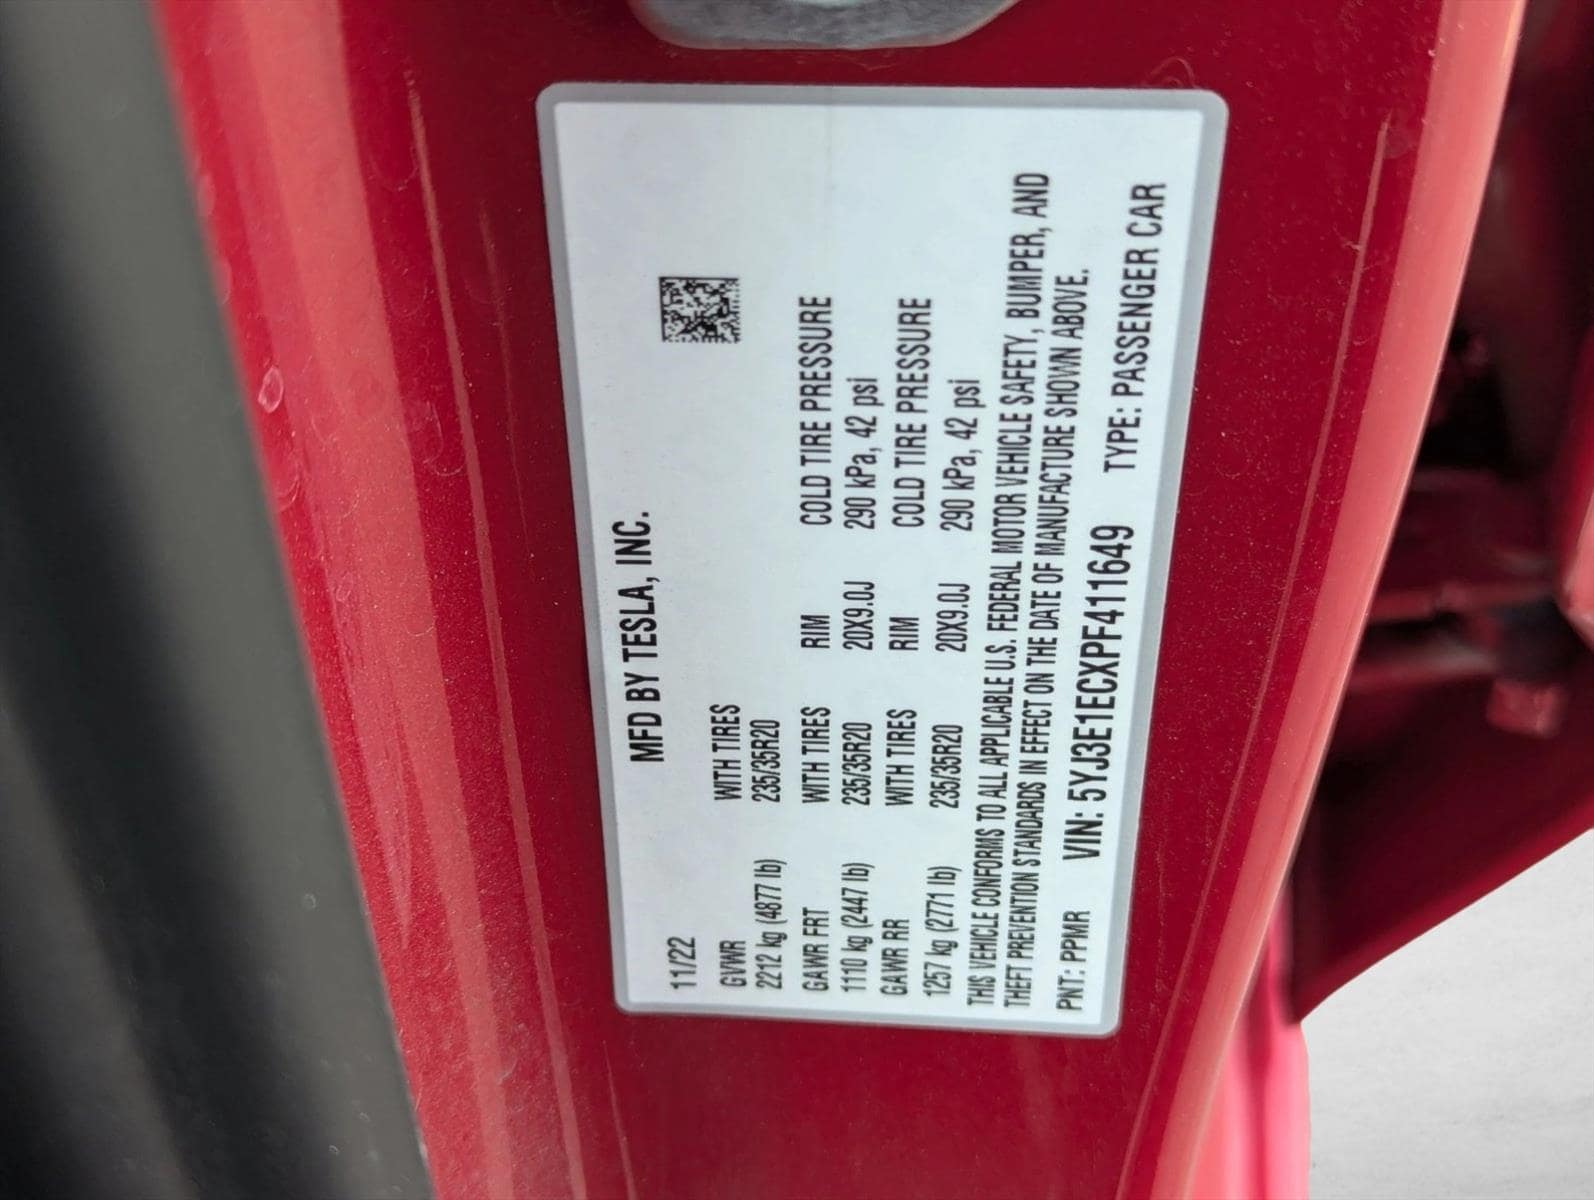 MFD BY TESLA, INC.
11/22
GVWR WITH TIRES
2212 kg (4877 lb) 235/35R20
GAWR FRT WITH TIRES RIM COLD TIRE PRESSURE
1110 kg (2447 lb) 235/35R20 20X9.0J 290 kPa, 42 psi
GAWR RR WITH TIRES RIM COLD TIRE PRESSURE
1257 kg (2771 lb) 235/35R20 20X9.0J 290 kPa, 42 psi
THIS VEHICLE CONFORMS TO ALL APPLICABLE U.S. FEDERAL MOTOR VEHICLE SAFETY, BUMPER, AND
THEFT PREVENTION STANDARDS IN EFFECT ON THE DATE OF MANUFACTURE SHOWN ABOVE.
PNT: PPMR VIN: 5YJ3E1ECXPF411649 TYPE: PASSENGER CAR